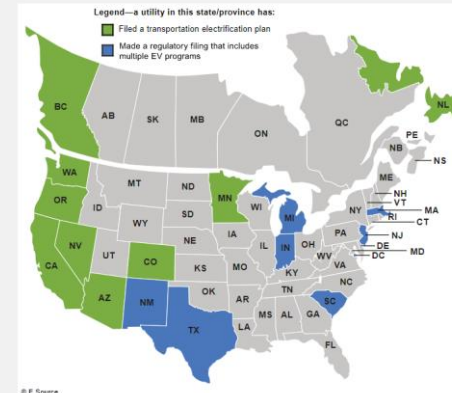 Legend—a utility in this state/province has:
Filed a transportation electrification plan
Made a regulatory filing that includes
multiple EV programs
BC
AB
SK
MB
ON
QC
NL
PE
NB
NS
WA
MT
ND
MN
WI
MI
ME
NH
VT
NY
MA
RI
CT
OR
ID
WY
SD
IA
NE
IL
IN
OH
PA
NJ
DE
MD
DC
NV
UT
CO
KS
MO
KY
WV
VA
CA
AZ
NM
OK
AR
TN
NC
SC
TX
LA
MS
AL
GA
FL
© E Source